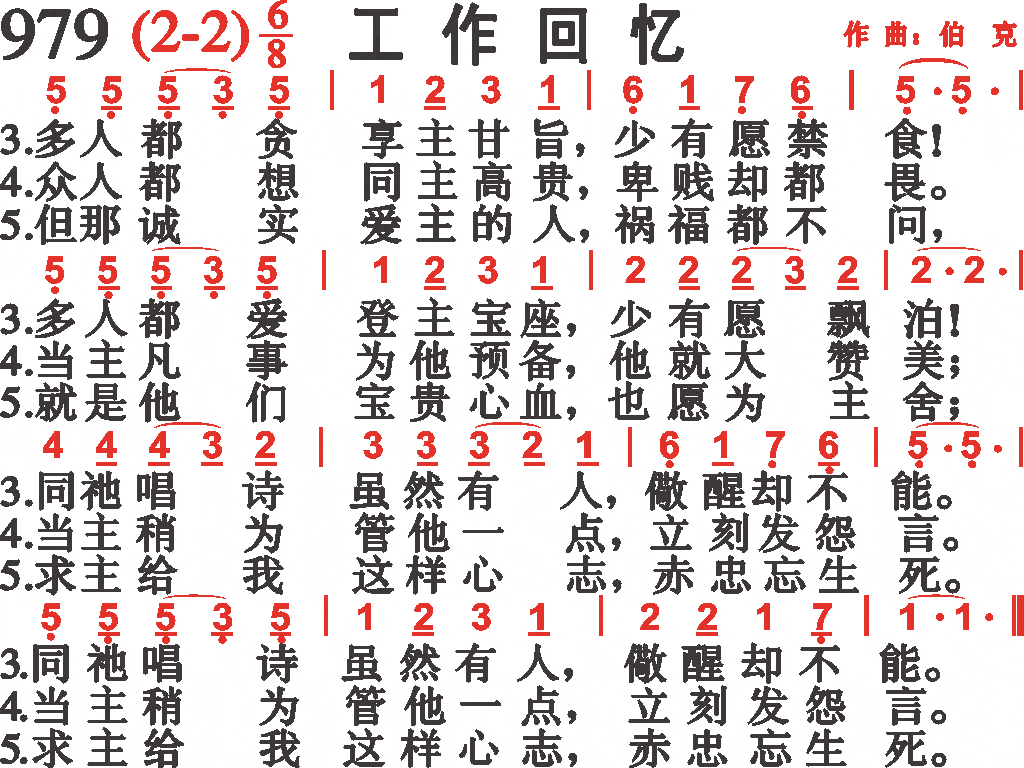 979 (2-2) 6/8 工作回忆 作曲：伯 克
5 5 5 3 5 | 1 2 3 1 | 6 1 7 6 | 5 · 5 · |
3.多人都 贪 享主甘旨，少有愿禁 食！
4.众人都 想 同主高贵，卑贱却都 畏。
5.但那诚 实 爱主的人，祸福都不 问，
5 5 5 3 5 | 1 2 3 1 | 2 2 2 3 2 | 2 · 2 · |
3.多人都 爱 登主宝座，少有愿 飘 泊！
4.当主凡 事 为他预备，他就大 赞 美；
5.就是他 们 宝贵心血，也愿为 主 舍；
4 4 4 3 2 | 3 3 3 2 1 | 6 1 7 6 | 5 · 5 · |
3.同祂唱 诗 虽然有 人，儆醒却不 能。
4.当主稍 为 管他一 点，立刻发怨 言。
5.求主给 我 这样心 志，赤忠忘生 死。
5 5 5 3 5 | 1 2 3 1 | 2 2 1 7 | 1 · 1 · ‖
3.同祂唱 诗 虽然有人， 儆醒却不 能。
4.当主稍 为 管他一点， 立刻发怨 言。
5.求主给 我 这样心志， 赤忠忘生 死。